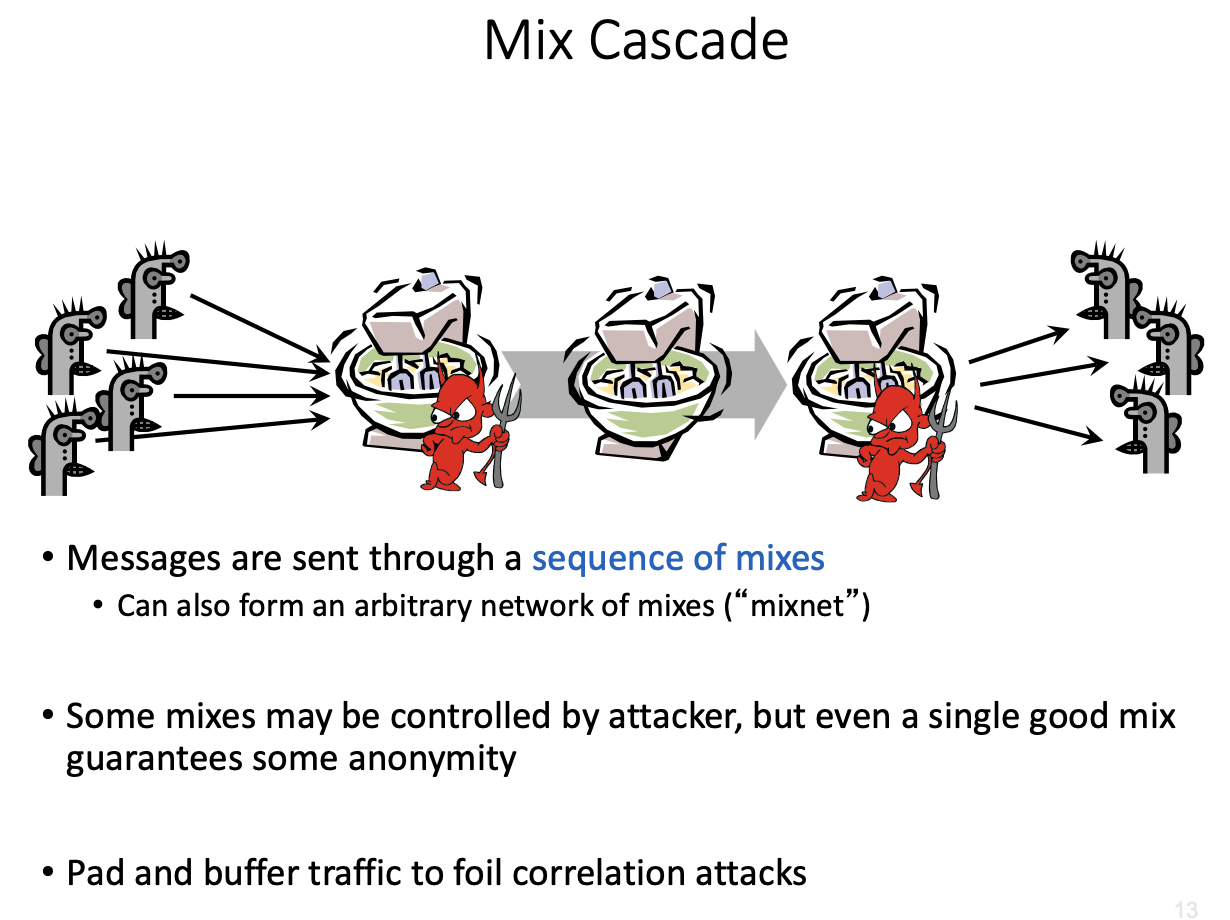 Mix Cascade
• Messages are sent through a sequence of mixes
• Can also form an arbitrary network of mixes (“mixnet”)
• Some mixes may be controlled by attacker, but even a single good mix
guarantees some anonymity
• Pad and buffer traffic to foil correlation attacks
13